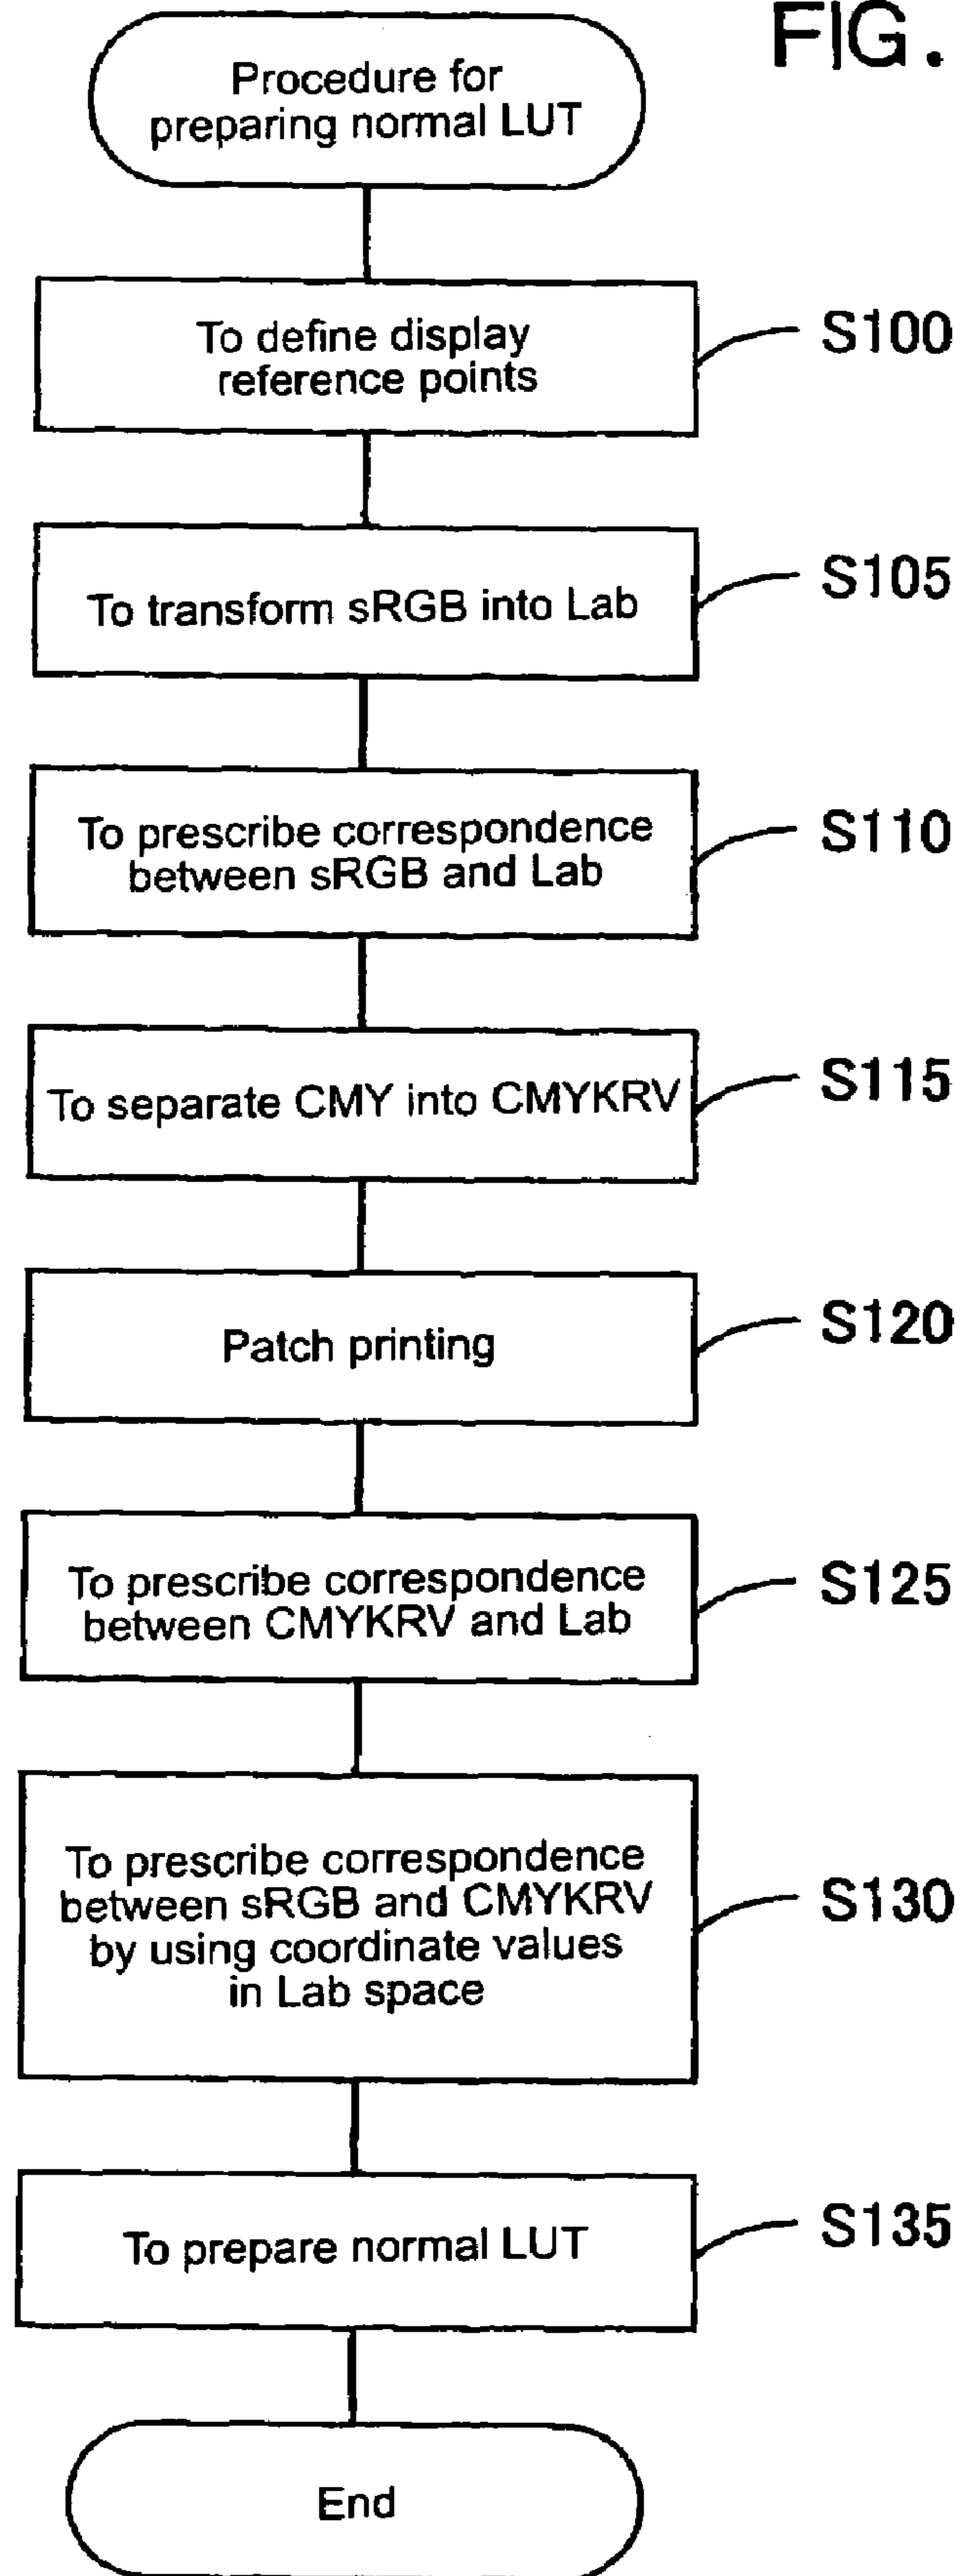 FIG.
Procedure for
preparing normal LUT
To define display
reference points
S100
To transform sRGB into Lab
S105
To prescribe correspondence
between sRGB and Lab
S110
To separate CMY into CMYKRV
S115
Patch printing
S120
To prescribe correspondence
between CMYKRV and Lab
S125
To prescribe correspondence
between sRGB and CMYKRV
by using coordinate values
in Lab space
S130
To prepare normal LUT
S135
End